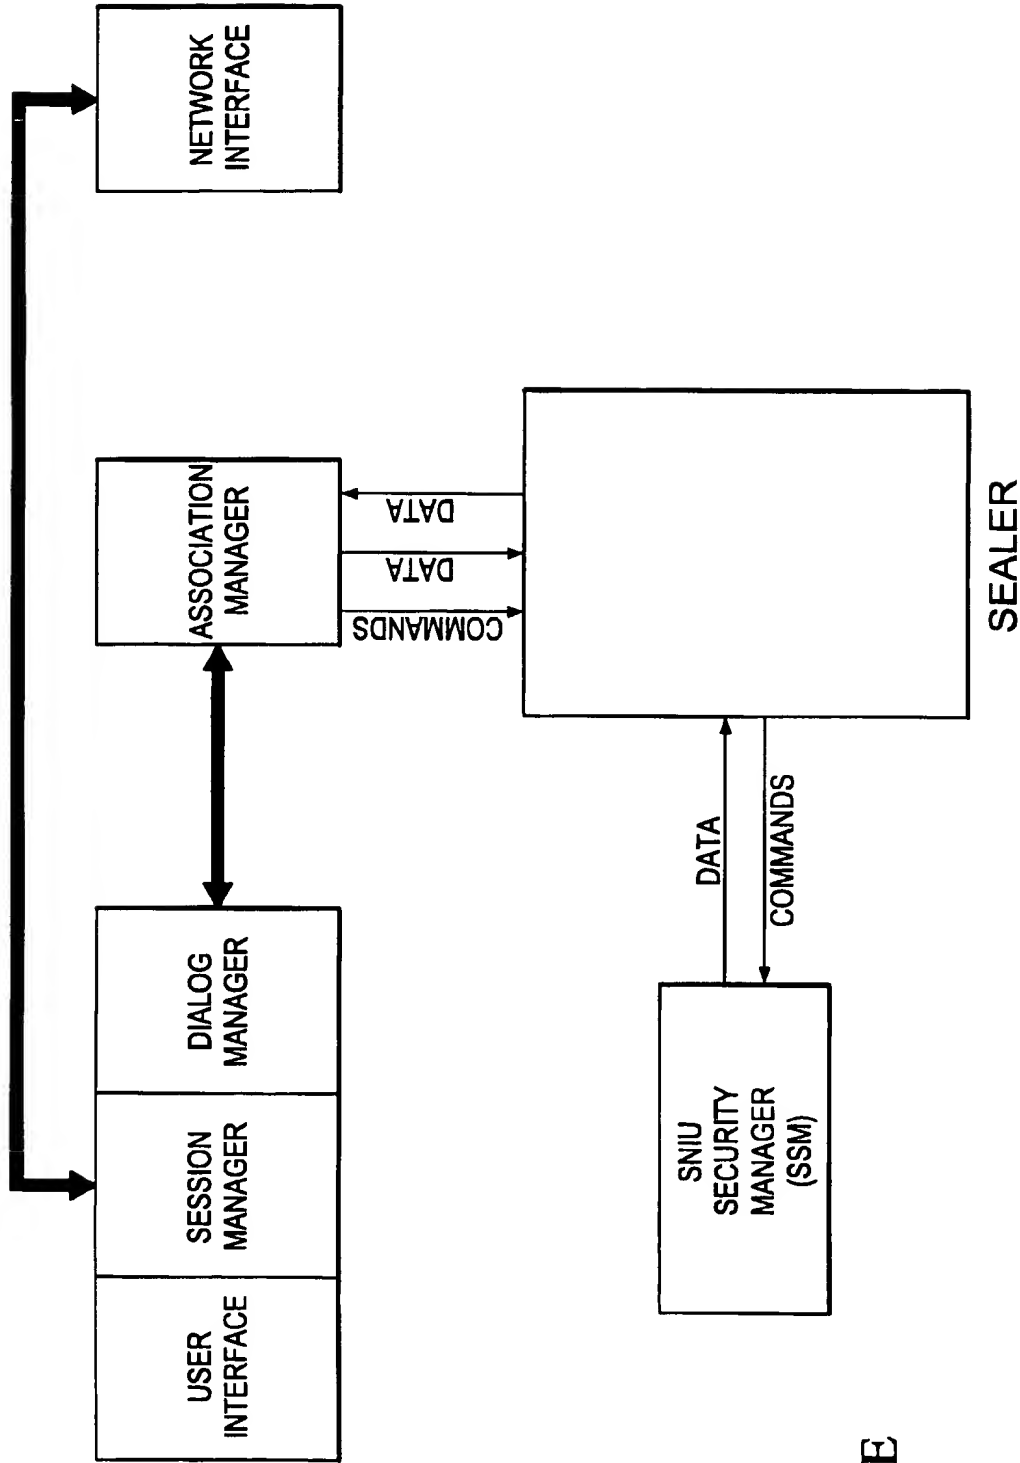 USER
INTERFACE
SESSION
MANAGER
DIALOG
MANAGER
ASSOCIATION
MANAGER
NETWORK
INTERFACE
COMMANDS
DATA
DATA
SNIU
SECURITY
MANAGER
(SSM)
DATA
COMMANDS
SEALER
E